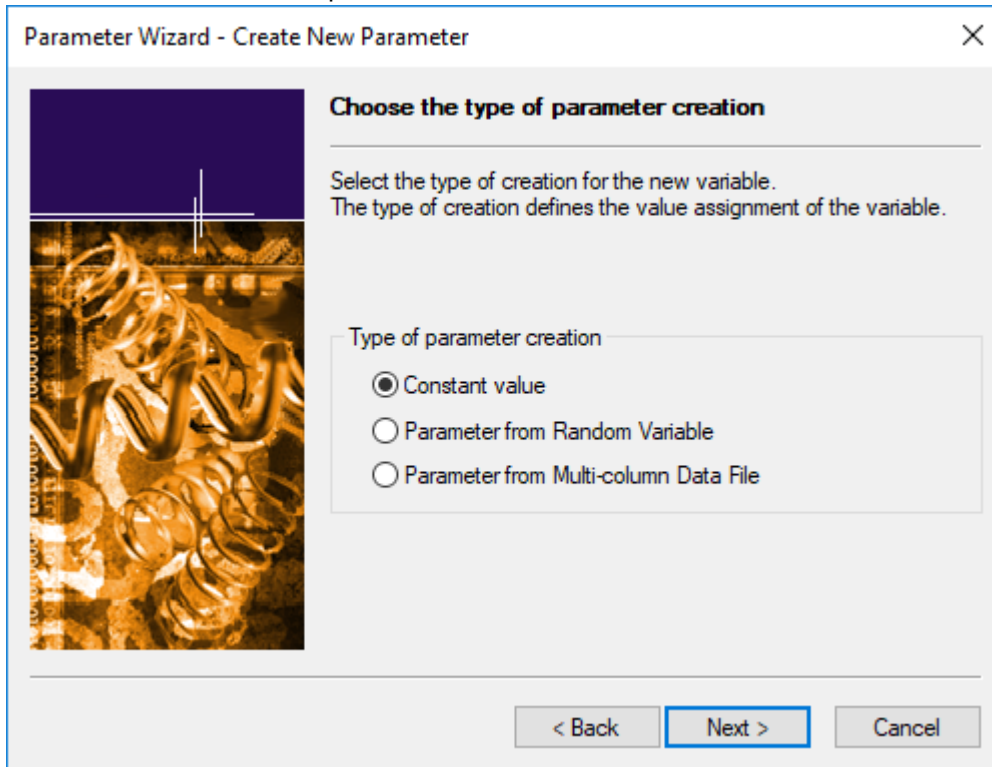 Parameter Wizard - Create New Parameter
Choose the type of parameter creation
Select the type of creation for the new variable.
The type of creation defines the value assignment of the variable.
Type of parameter creation
Constant value
Parameter from Random Variable
Parameter from Multi-column Data File
< Back
Next >
Cancel